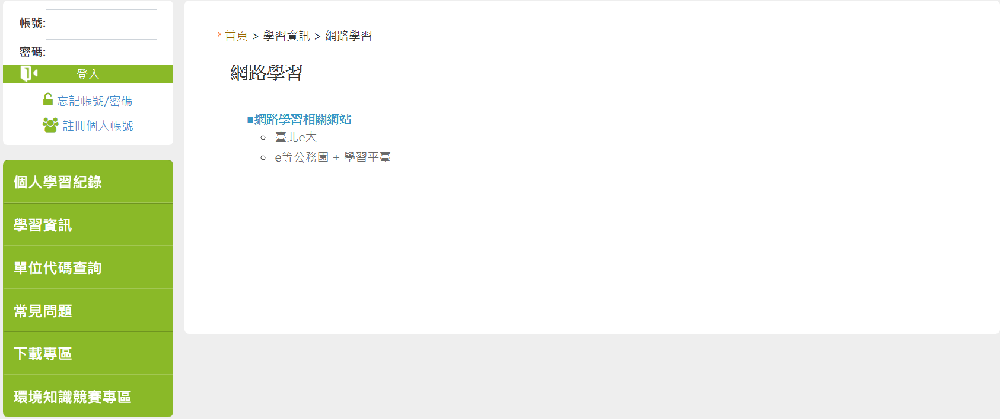 帳號:
密碼:
登入
忘記帳號/密碼
註冊個人帳號
個人學習紀錄
學習資訊
單位代碼查詢
常見問題
下載專區
環境知識競賽專區
首頁 > 學習資訊 > 網路學習
網路學習
■網路學習相關網站
臺北e大
e等公務園 + 學習平臺